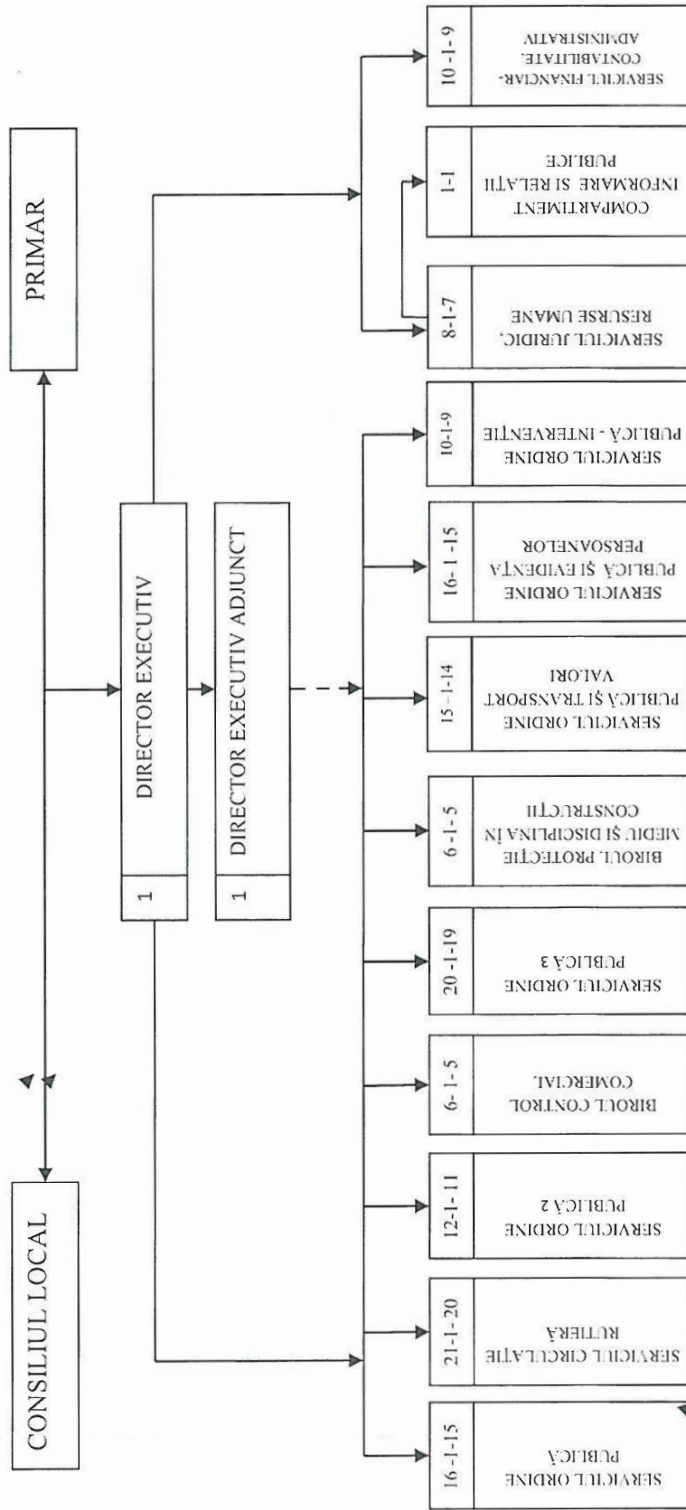 CONSILIUL LOCAL
PRIMAR
1
DIRECTOR EXECUTIV
1
DIRECTOR EXECUTIV ADJUNCT
16 -1-15
SERVICIUL ORDINE
PUBLICĂ
21-1-20
SERVICIUL CIRCULAȚIE
RUTIERĂ
12-1- 11
SERVICIUL ORDINE
PUBLICĂ 2
6- 1-5
BIROUL CONTROL
COMERCIAL
20 -1-19
SERVICIUL ORDINE
PUBLICĂ 3
6 -1-5
BIROUL PROTECȚIE
MEDIU ȘI DISCIPLINA ÎN
CONSTRUCȚII
15 -1-14
SERVICIUL ORDINE
PUBLICĂ ȘI TRANSPORT
VALORI
16- 1 -15
SERVICIUL ORDINE
PUBLICĂ ȘI EVIDENȚA
PERSOANELOR
10-1-9
SERVICIUL ORDINE
PUBLICĂ - INTERVENȚIE
8-1-7
SERVICIUL JURIDIC,
RESURSE UMANE
1-1
COMPARTIMENT
INFORMARE SI RELAȚII
PUBLICE
10 -1- 9
SERVICIUL FINANCIAR-
CONTABILITATE,
ADMINISTRATIV